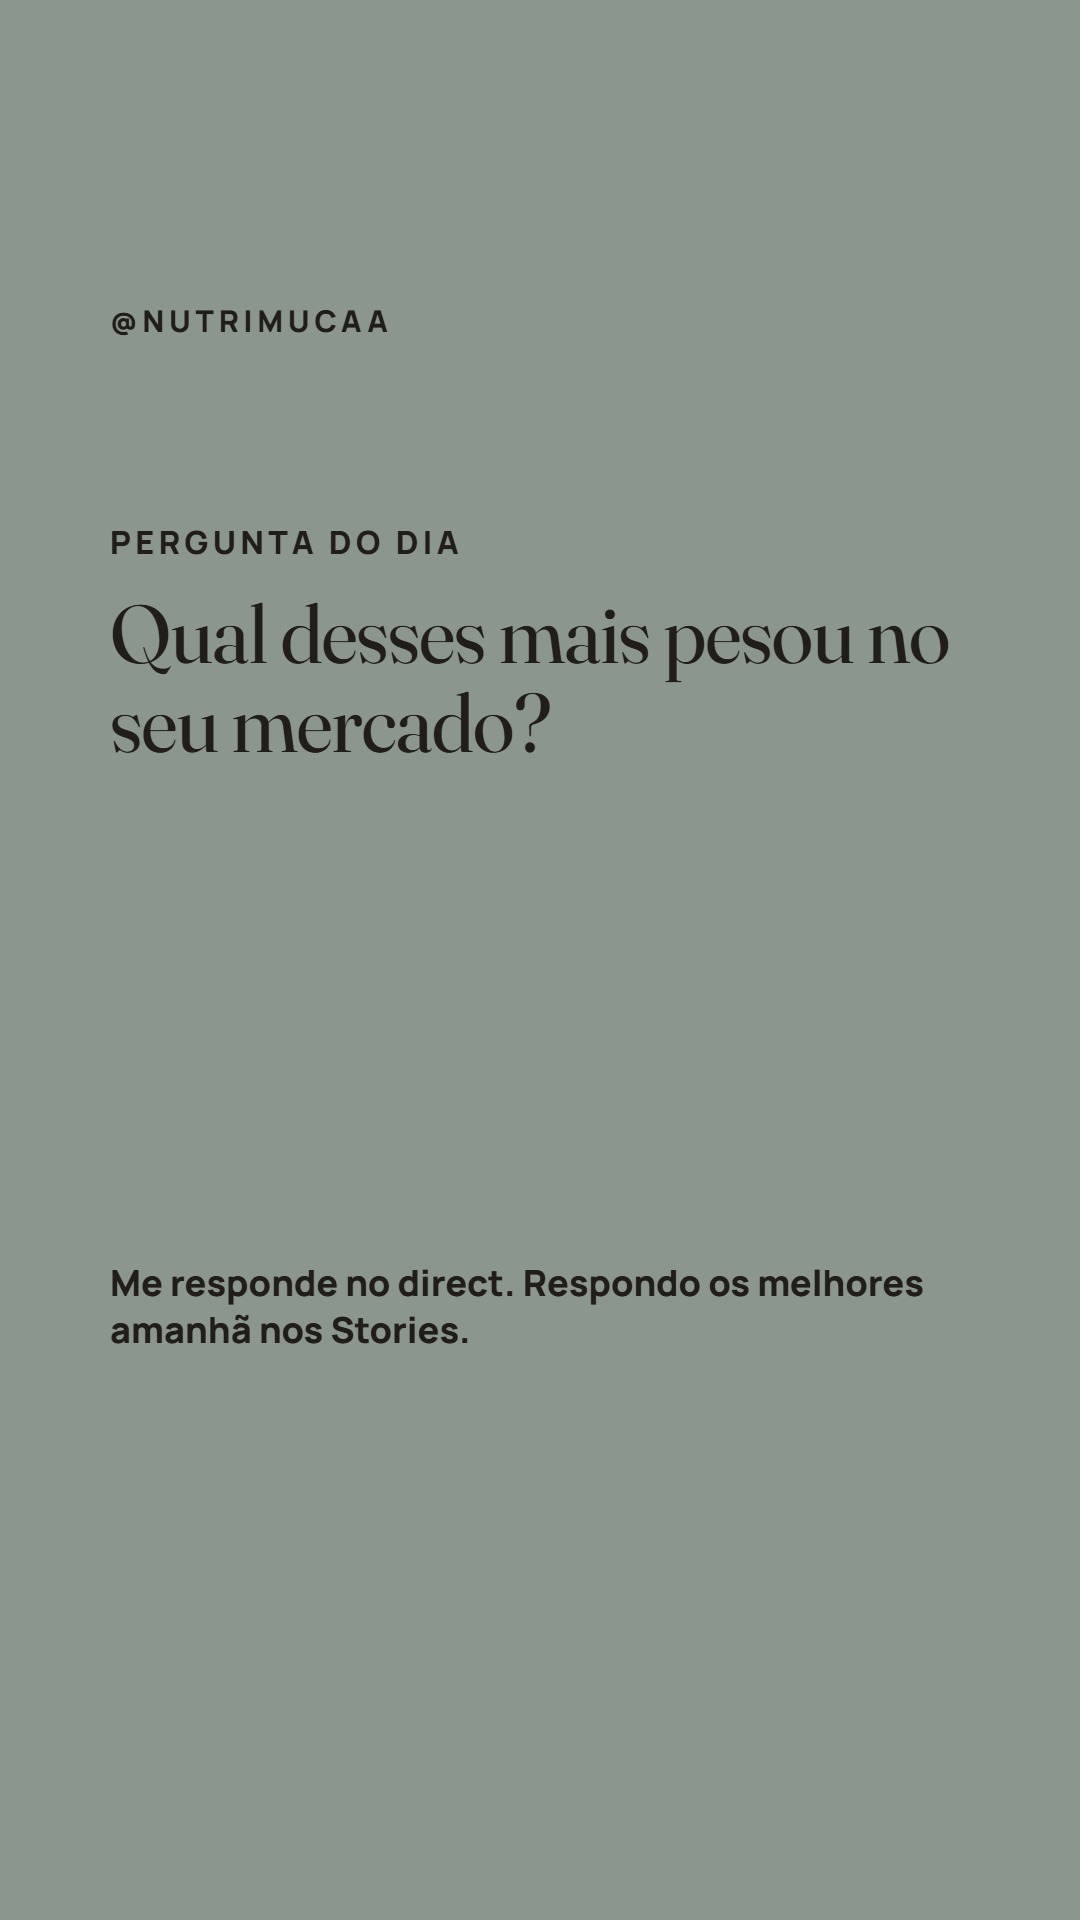 @NUTRIMUCAA
PERGUNTA DO DIA
Qual desses mais pesou no
seu mercado?
Me responde no direct. Respondo os melhores
amanhã nos Stories.